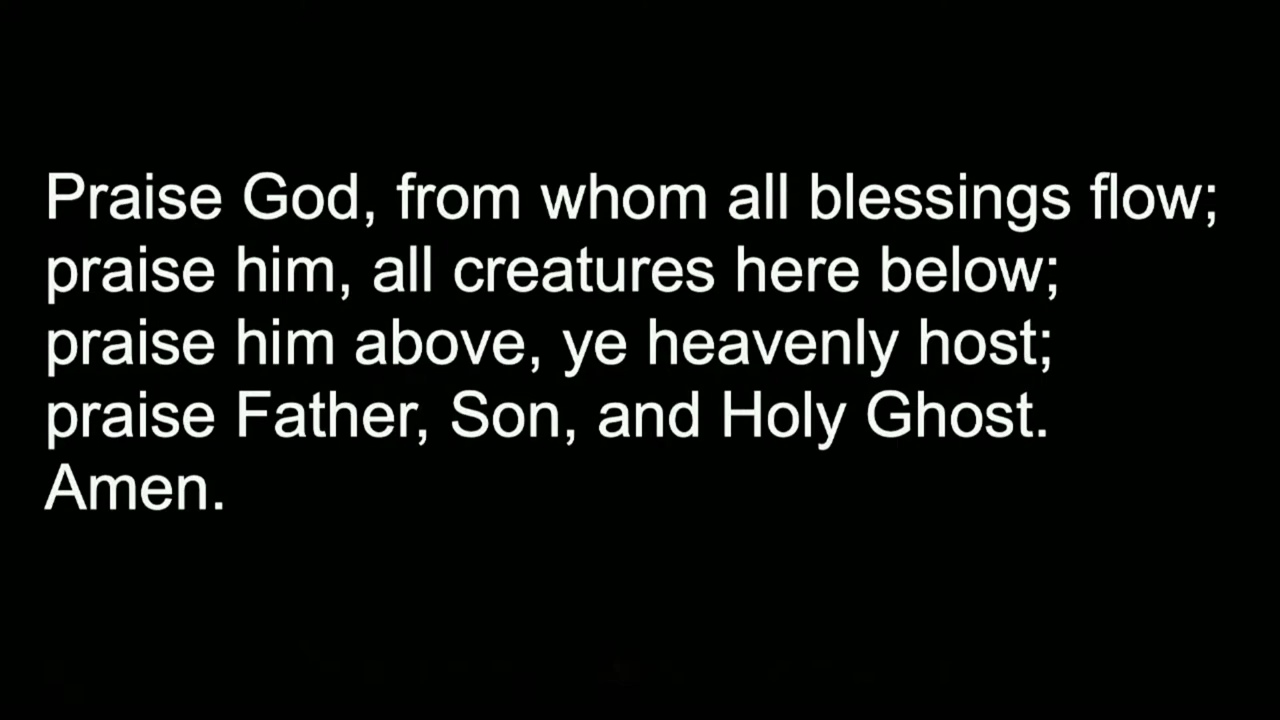 Praise God, from whom all blessings flow;
praise him, all creatures here below;
praise him above, ye heavenly host;
praise Father, Son, and Holy Ghost.
Amen.